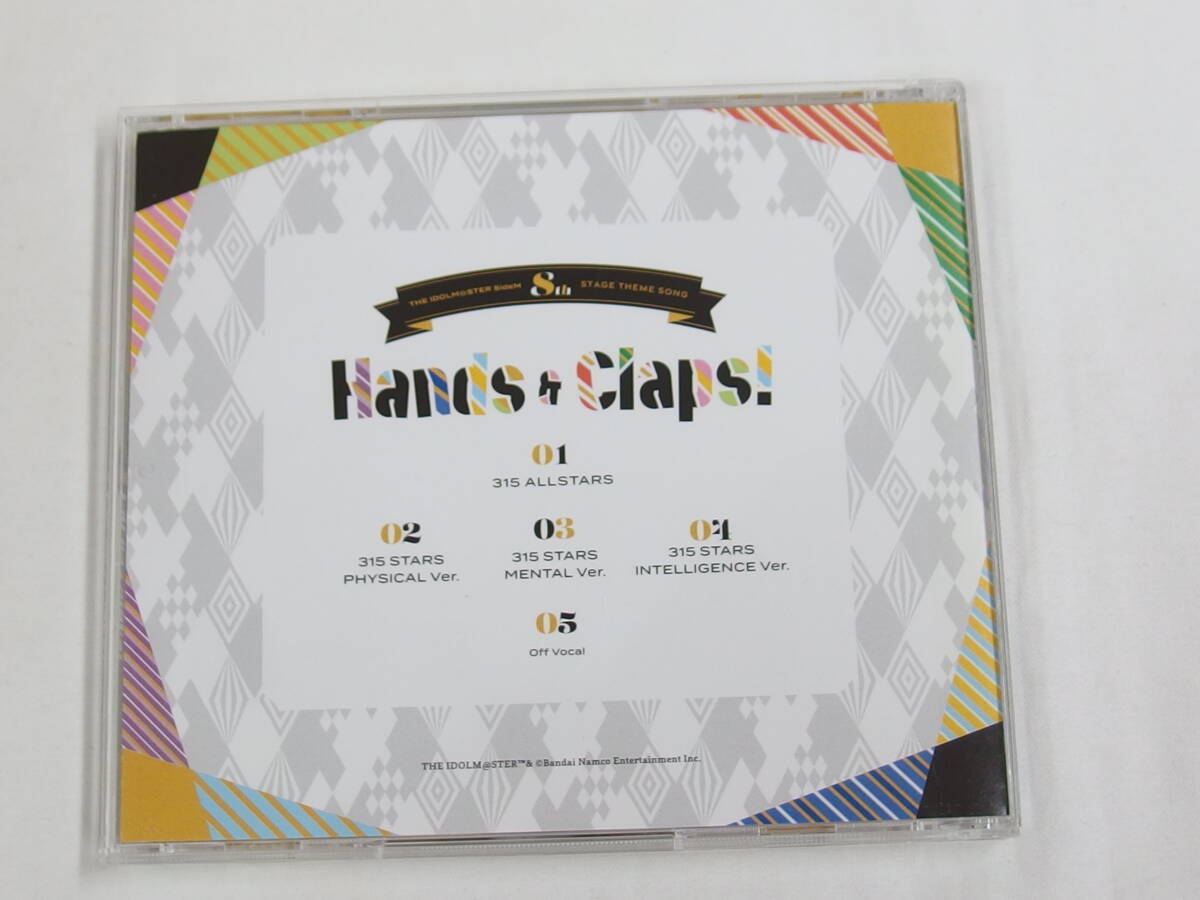 THE IDOLM@STER SideM 8th STAGE THEME SONG
Hands & Claps!
01
315 ALLSTARS
02
315 STARS
PHYSICAL Ver.
03
315 STARS
MENTAL Ver.
04
315 STARS
INTELLIGENCE Ver.
05
Off Vocal
THE IDOLM@STER™& ©Bandai Namco Entertainment Inc.